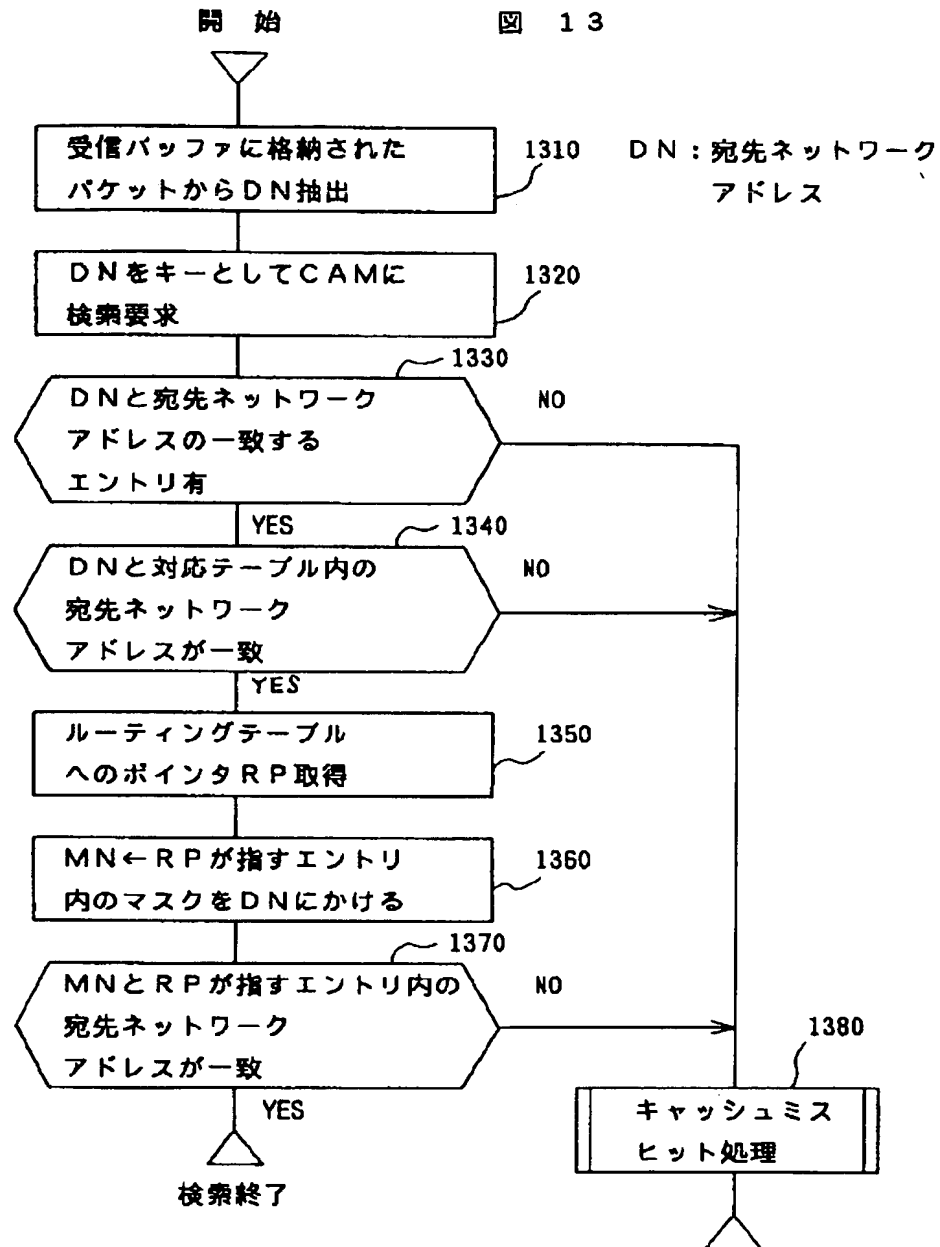 開 始
図 13
受信バッファに格納された
パケットからDN抽出
1310
DN:宛先ネットワーク
アドレス
DNをキーとしてCAMに
検索要求
1320
1330
DNと宛先ネットワーク
アドレスの一致する
エントリ有
NO
YES
1340
DNと対応テーブル内の
宛先ネットワーク
アドレスが一致
NO
YES
ルーティングテーブル
へのポインタRP取得
1350
MN←RPが指すエントリ
内のマスクをDNにかける
1360
1370
MNとRPが指すエントリ内の
宛先ネットワーク
アドレスが一致
NO
YES
1380
キャッシュミス
ヒット処理
検索終了